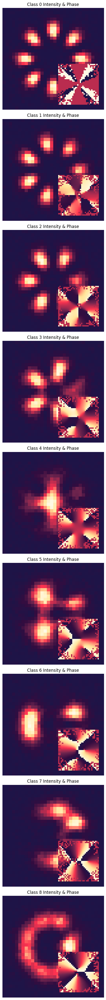 Class 0 Intensity & Phase
Class 1 Intensity & Phase
Class 2 Intensity & Phase
Class 3 Intensity & Phase
Class 4 Intensity & Phase
Class 5 Intensity & Phase
Class 6 Intensity & Phase
Class 7 Intensity & Phase
Class 8 Intensity & Phase